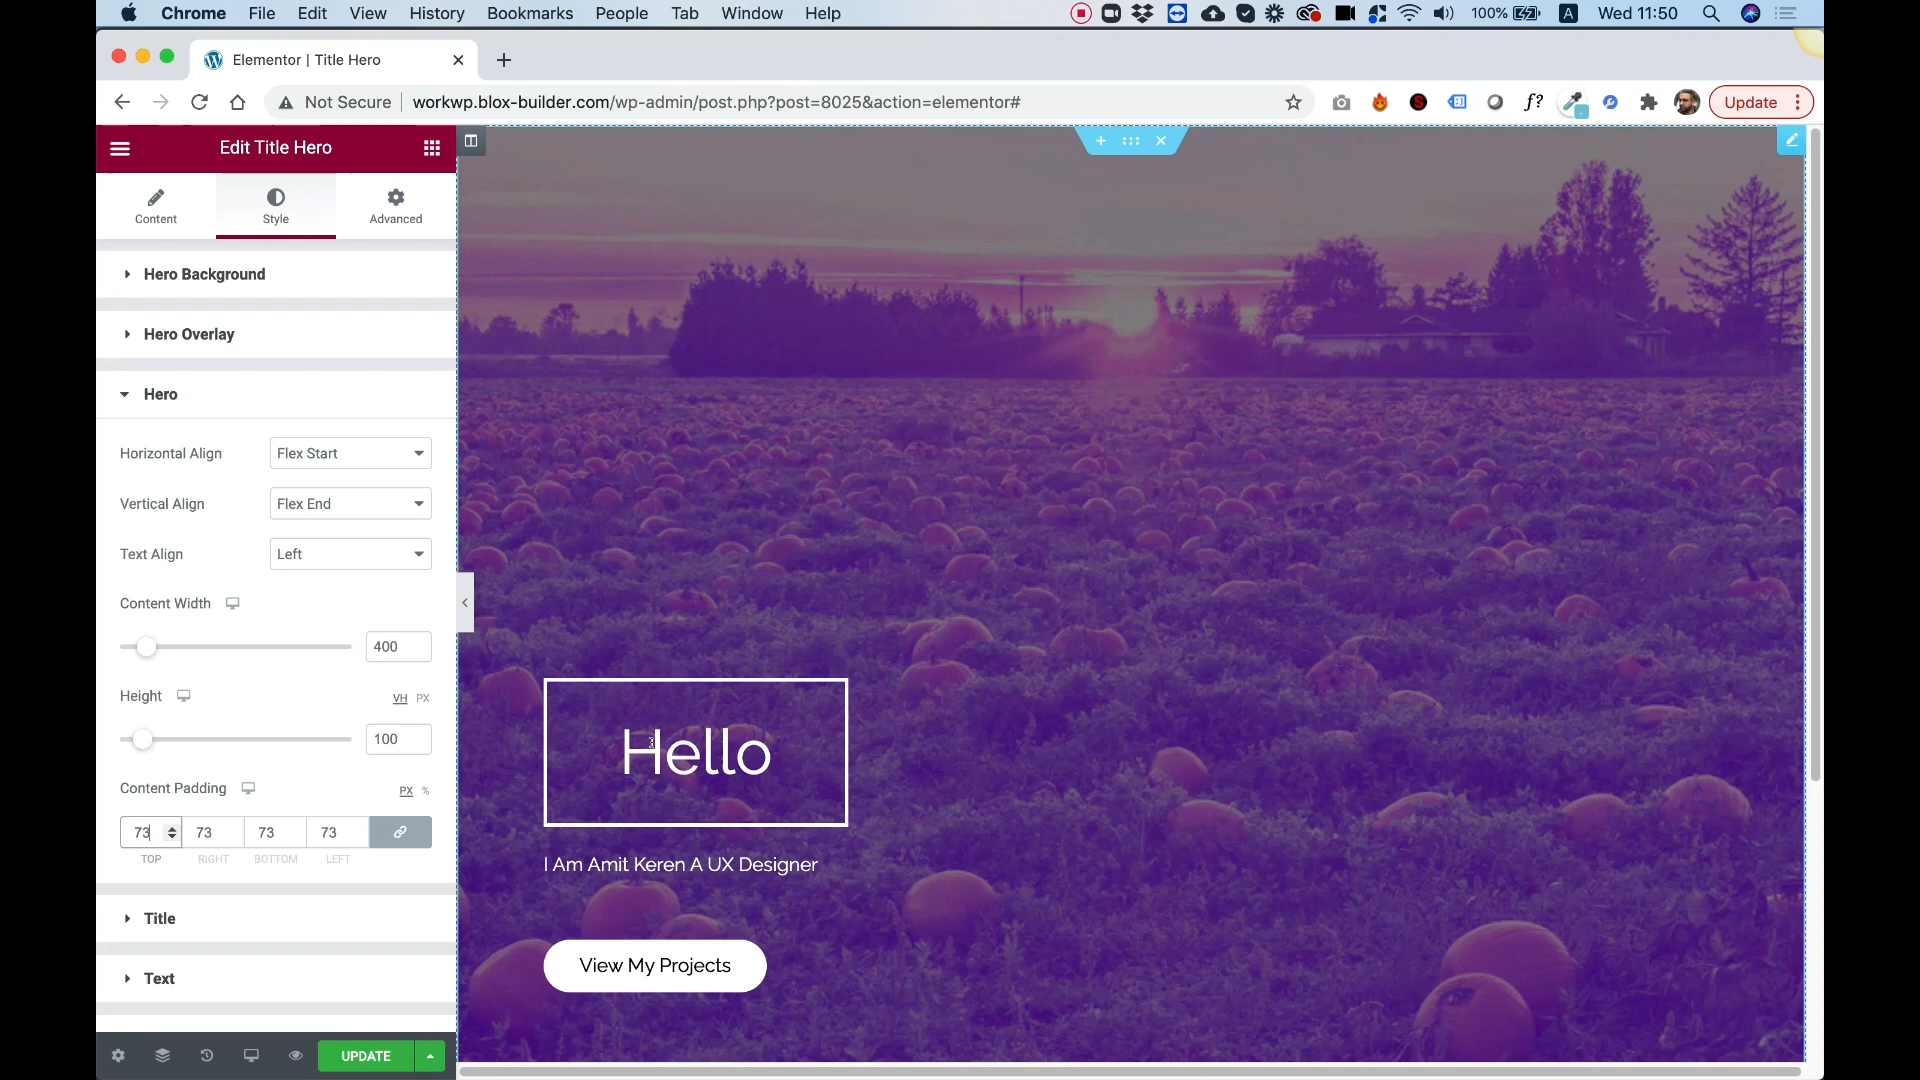 Chrome File Edit View History Bookmarks People Tab Window Help 100% A Wed 11:50
Elementor | Title Hero
Not Secure workwp.blox-builder.com/wp-admin/post.php?post=8025&action=elementor# S f? Update
Edit Title Hero
Content Style Advanced
Hero Background
Hero Overlay
Hero
Horizontal Align Flex Start
Vertical Align Flex End
Text Align Left
Content Width
400
Height VH PX
100
Content Padding PX %
73 73 73 73
TOP RIGHT BOTTOM LEFT
Title
Text
UPDATE
Hello
I Am Amit Keren A UX Designer
View My Projects